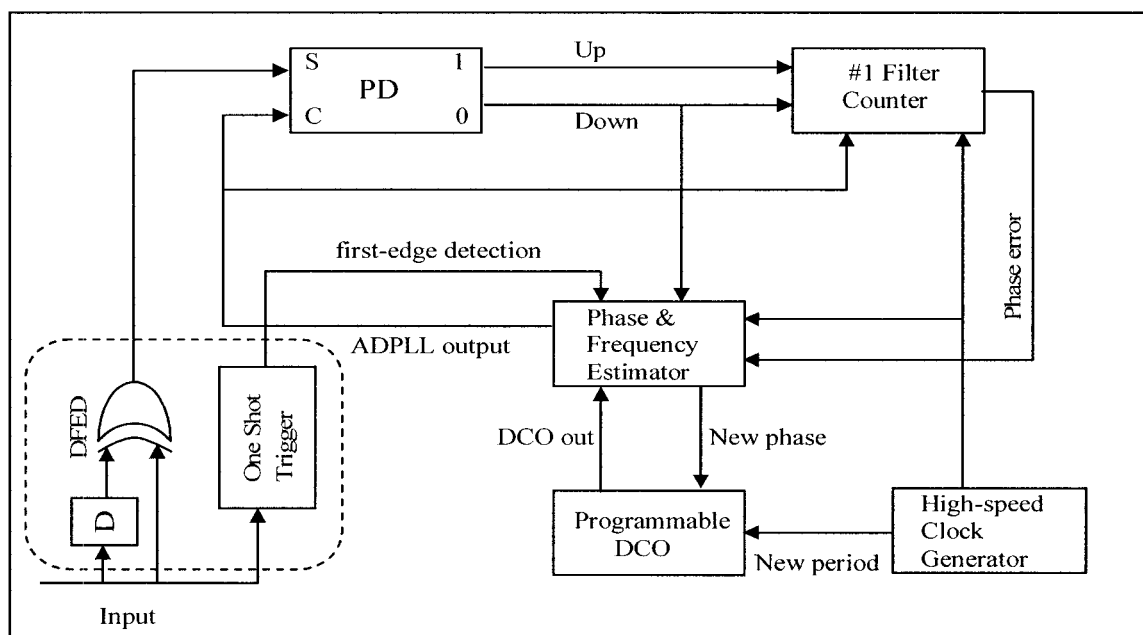 S 1
PD
C 0
Up
Down
#1 Filter
Counter
Phase error
first-edge detection
ADPLL output
Phase &
Frequency
Estimator
DFED
D
One Shot
Trigger
DCO out
New phase
Programmable
DCO
New period
High-speed
Clock
Generator
Input